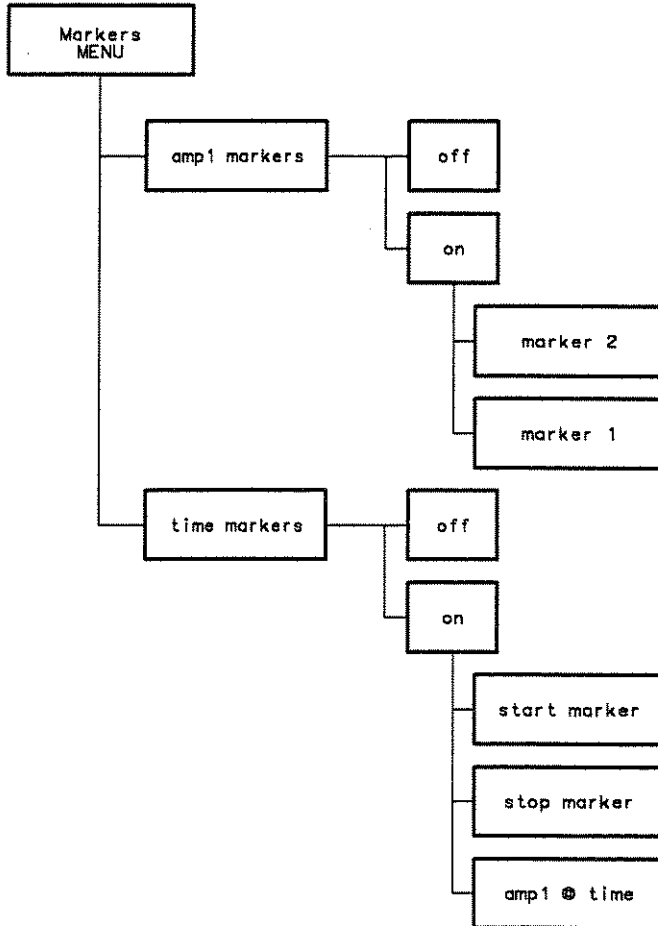 Markers
MENU
ampl markers
off
on
marker 2
marker 1
time markers
off
on
start marker
stop marker
ampl @ time